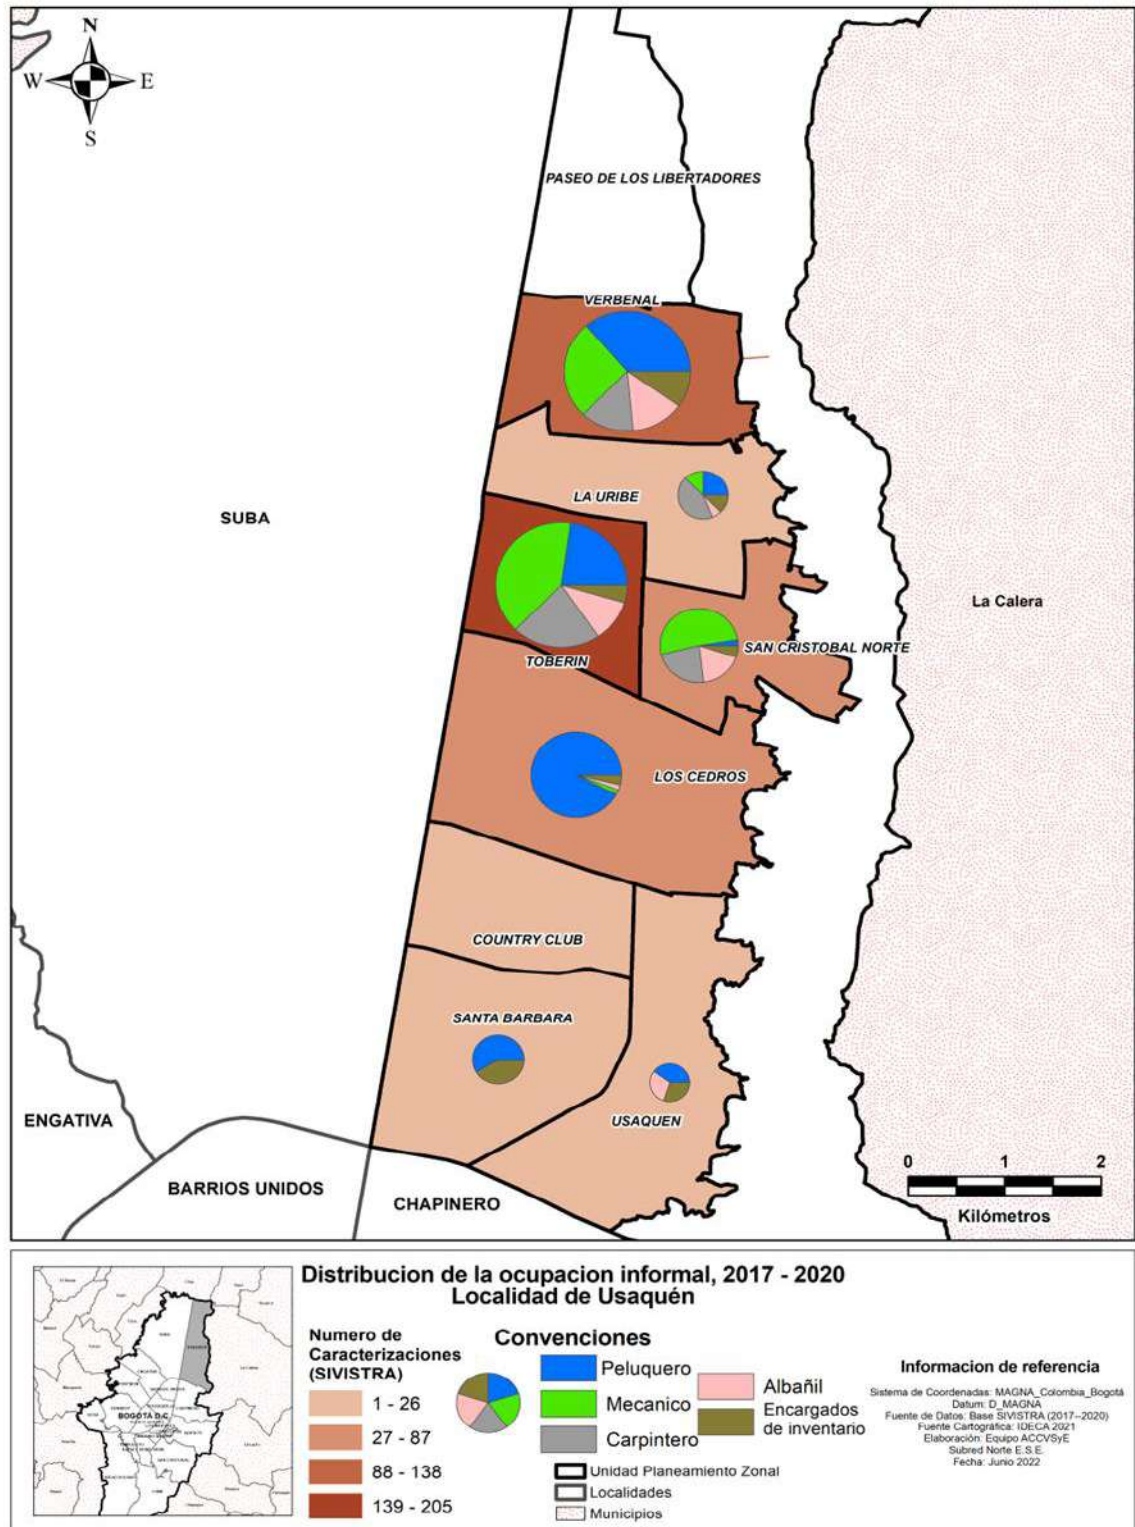 N
W E
S
PASEO DE LOS LIBERTADORES
VERBENAL
LA URIBE
SUBA
La Calera
SAN CRISTOBAL NORTE
TOBERIN
LOS CEDROS
COUNTRY CLUB
SANTA BARBARA
USAQUEN
ENGATIVA
BARRIOS UNIDOS
CHAPINERO
0 1 2
Kilómetros
Distribucion de la ocupacion informal, 2017 - 2020
Localidad de Usaquén
Numero de
Caracterizaciones
(SIVISTRA)
1 - 26
27 - 87
88 - 138
139 - 205
Convenciones
Peluquero
Mecanico
Carpintero
Albañil
Encargados
de inventario
Unidad Planeamiento Zonal
Localidades
Municipios
Informacion de referencia
Sistema de Coordenadas: MAGNA_Colombia_Bogotá
Datum: D_MAGNA
Fuente de Datos: Base SIVISTRA (2017--2020)
Fuente Cartográfica: IDECA 2021
Elaboración: Equipo ACCVSyE
Subred Norte E.S.E.
Fecha: Junio 2022
BOGOTÁ D.C.